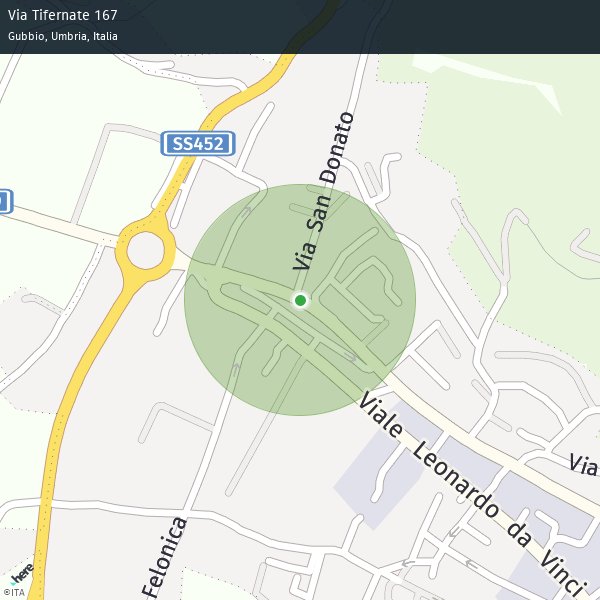 Via Tifernate 167
Gubbio, Umbria, Italia
SS452
Via San Donato
Viale Leonardo da Vinci
Via
Felonica
here
©ITA